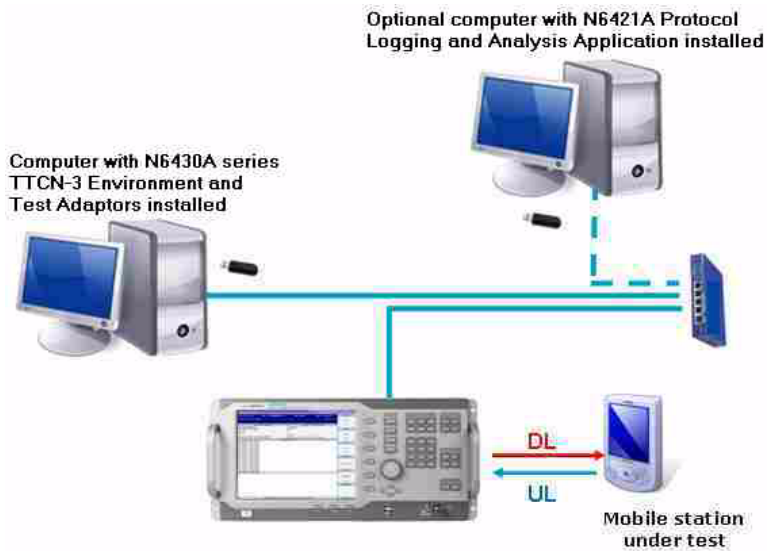 Optional computer with N6421A Protocol
Logging and Analysis Application installed
Computer with N6430A series
TTCN-3 Environment and
Test Adaptors installed
DL
UL
Mobile station
under test